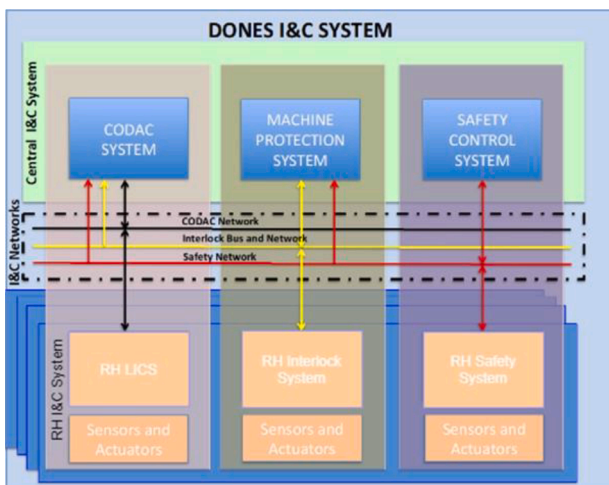 DONES I&C SYSTEM
Central I&C System
CODAC
SYSTEM
MACHINE
PROTECTION
SYSTEM
SAFETY
CONTROL
SYSTEM
I&C Networks
CODAC Network
Interlock Bus and Network
Safety Network
RH I&C System
RH LICS
RH Interlock
System
RH Safety
System
Sensors and
Actuators
Sensors and
Actuators
Sensors and
Actuators